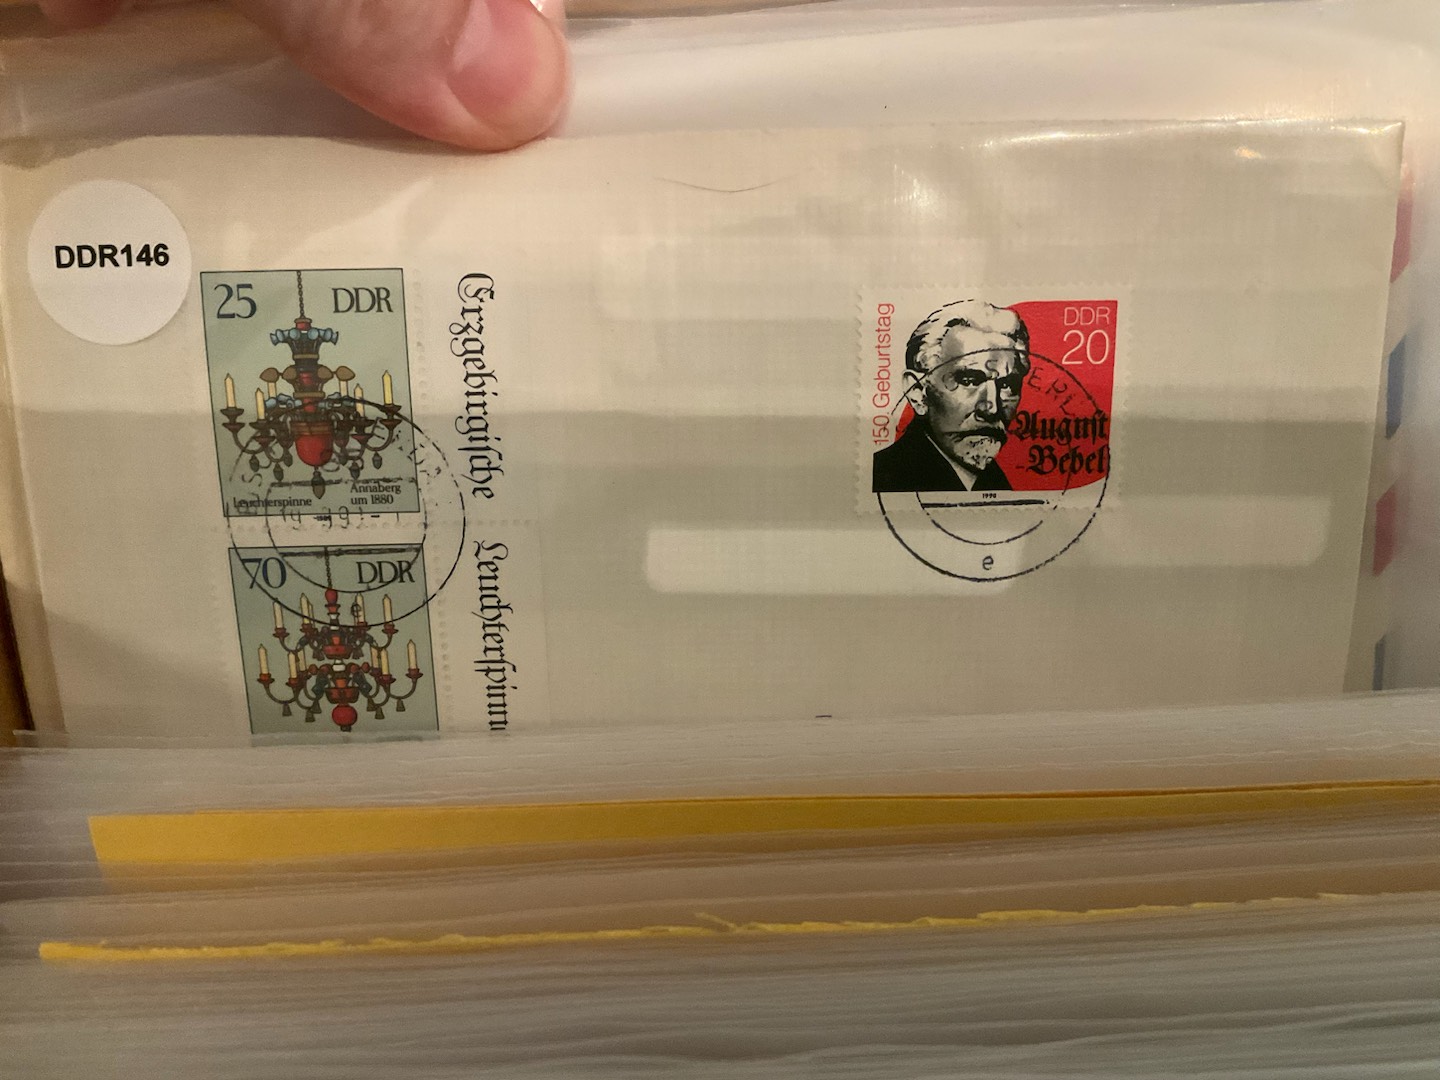 DDR146
25 DDR
Leuchterspinne
Annaberg
um 1880
70 DDR
Erzgebirgische
Leuchterspinn
150. Geburtstag
DDR
20
August
Bebel
1990
e
e